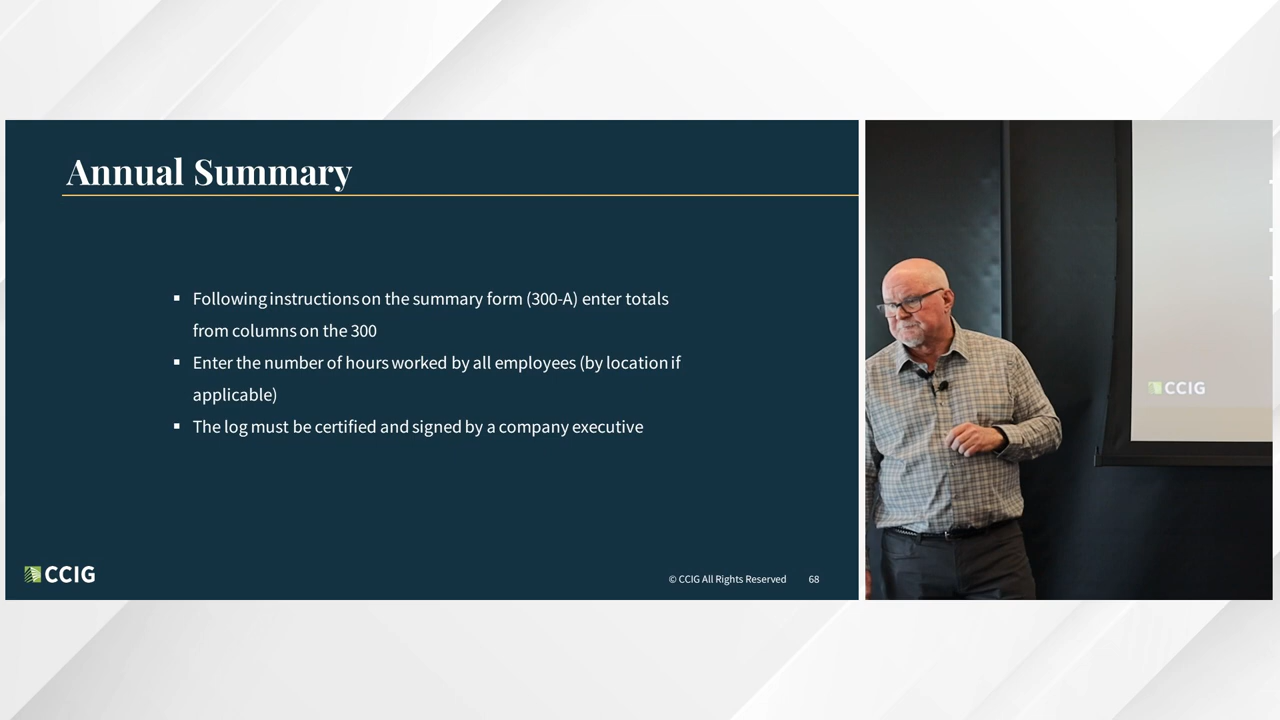 Annual Summary
▪ Following instructions on the summary form (300-A) enter totals
from columns on the 300
▪ Enter the number of hours worked by all employees (by location if
applicable)
▪ The log must be certified and signed by a company executive
CCIG
© CCIG All Rights Reserved 68
CCIG